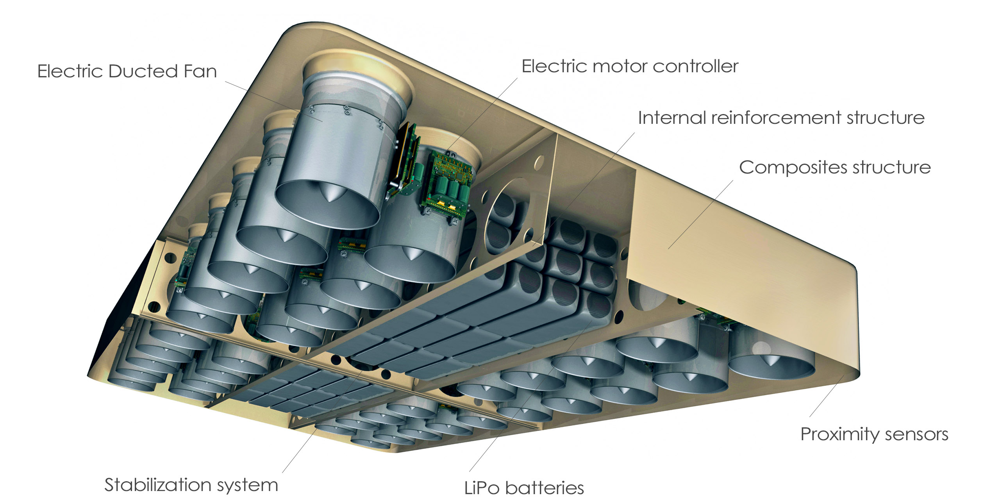 Electric Ducted Fan
Electric motor controller
Internal reinforcement structure
Composites structure
Proximity sensors
Stabilization system
LiPo batteries